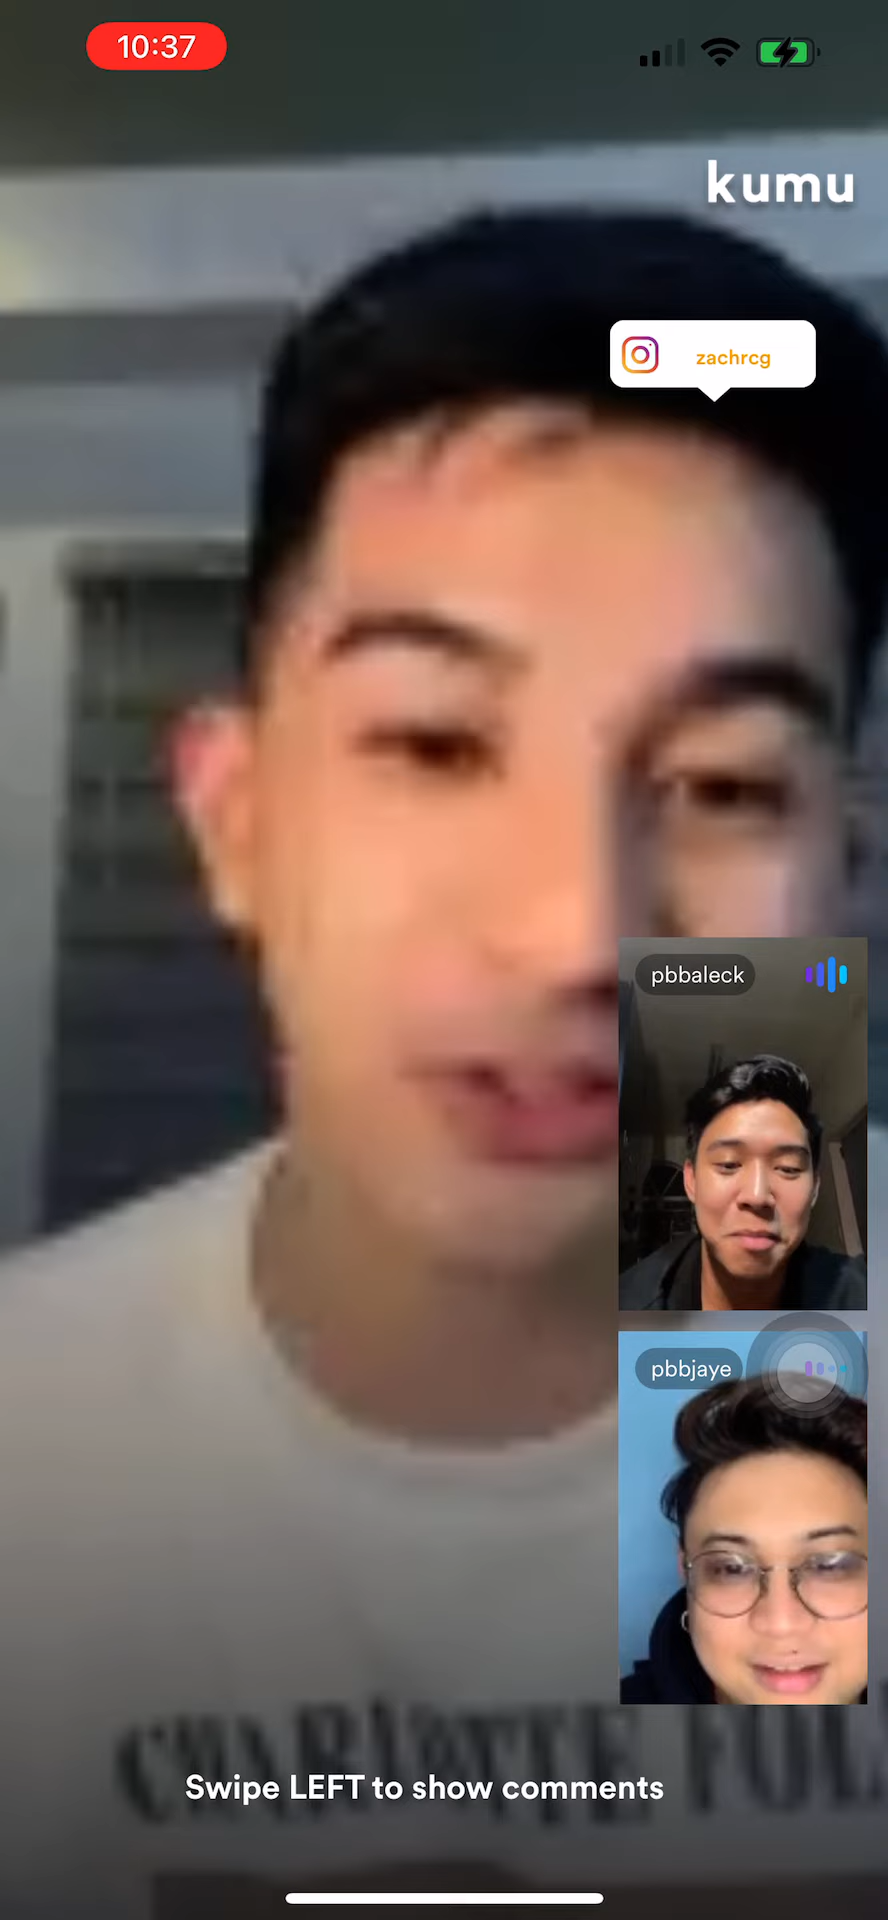 10:37
kumu
zachrcg
pbbaleck
pbbjaye
Swipe LEFT to show comments